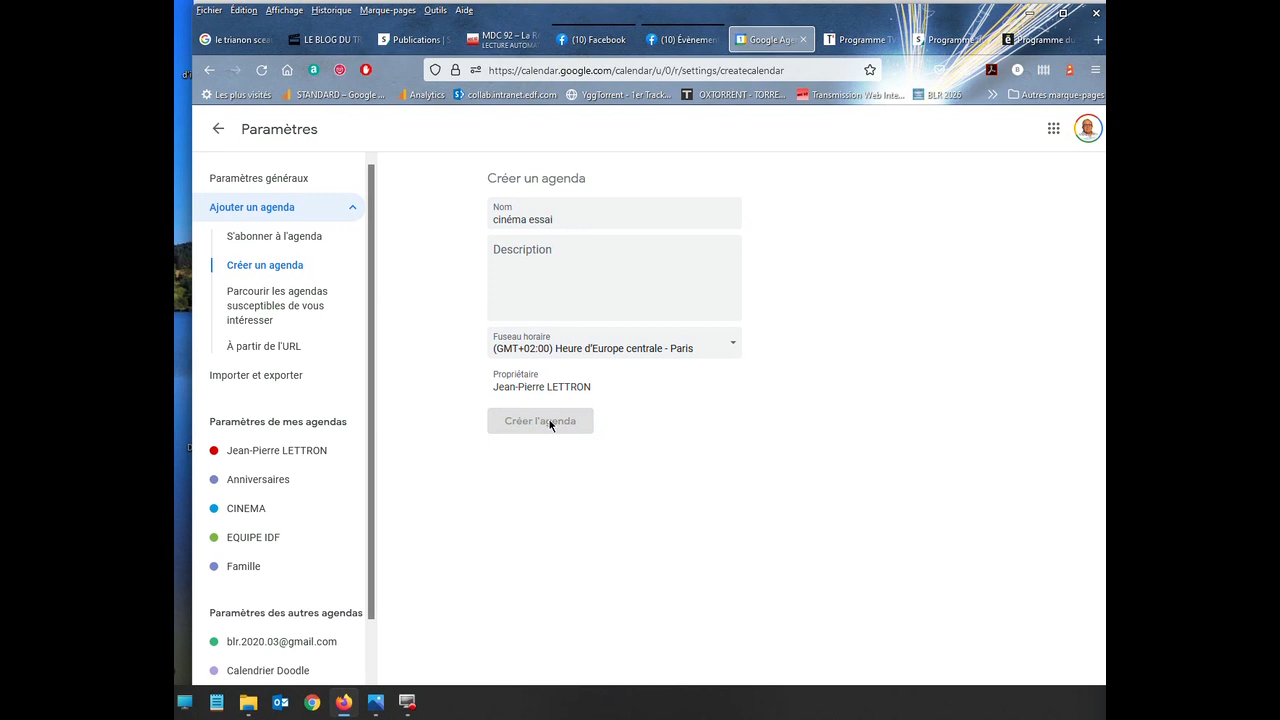 Fichier Édition Affichage Historique Marque-pages Outils Aide
le trianon scea LE BLOG DU TR Publications | S MDC 92 – La R (10) Facebook (10) Évènemen Google Age Programme T Programme Programme du
LECTURE AUTOMA
https://calendar.google.com/calendar/u/0/r/settings/createcalendar
Les plus visités STANDARD – Google ... Analytics collab.intranet.edf.com YggTorrent - 1er Track... OXTORRENT - TORRE... Transmission Web Inte... BLR 2026 Autres marque-pages
Paramètres
Paramètres généraux
Ajouter un agenda
S'abonner à l'agenda
Créer un agenda
Parcourir les agendas
susceptibles de vous
intéresser
À partir de l'URL
Importer et exporter
Paramètres de mes agendas
Jean-Pierre LETTRON
Anniversaires
CINEMA
EQUIPE IDF
Famille
Paramètres des autres agendas
blr.2020.03@gmail.com
Calendrier Doodle
Créer un agenda
Nom
cinéma essai
Description
Fuseau horaire
(GMT+02:00) Heure d'Europe centrale - Paris
Propriétaire
Jean-Pierre LETTRON
Créer l'agenda